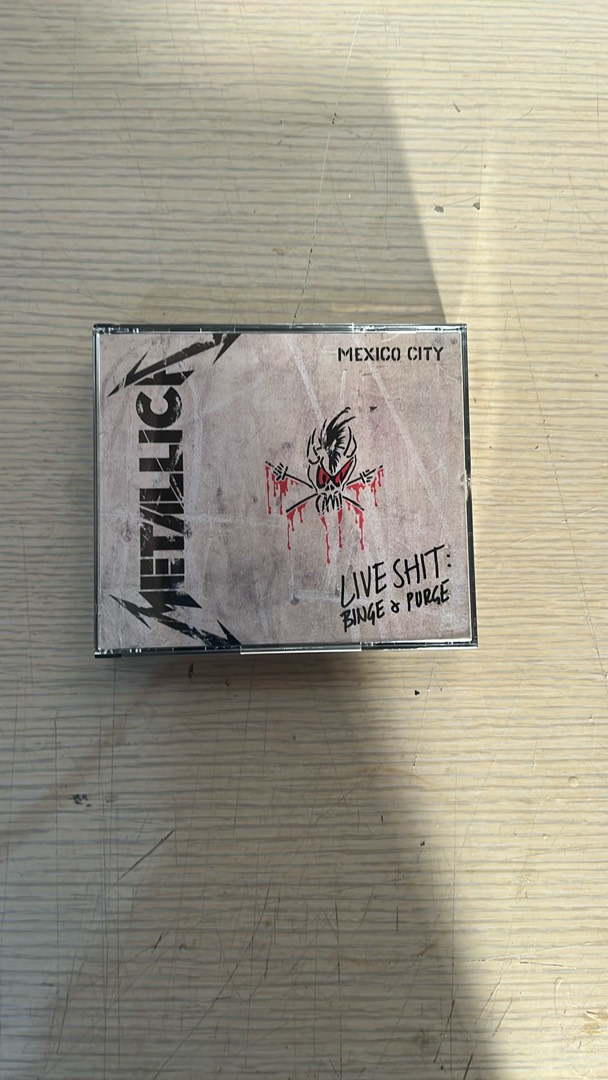 METALLICA
MEXICO CITY
LIVE SHIT:
BINGE & PURGE